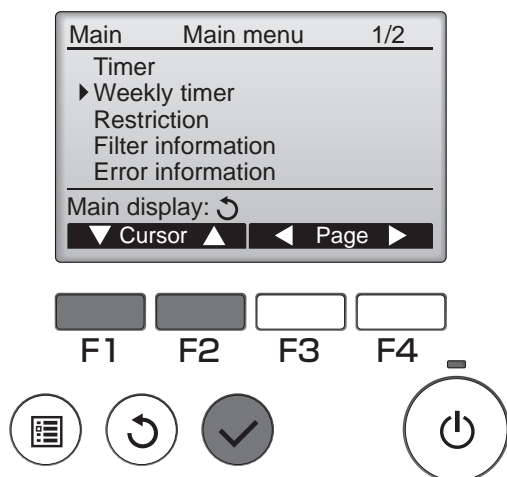 Main Main menu 1/2
Timer
Weekly timer
Restriction
Filter information
Error information
Main display:
Cursor Page
F1 F2 F3 F4